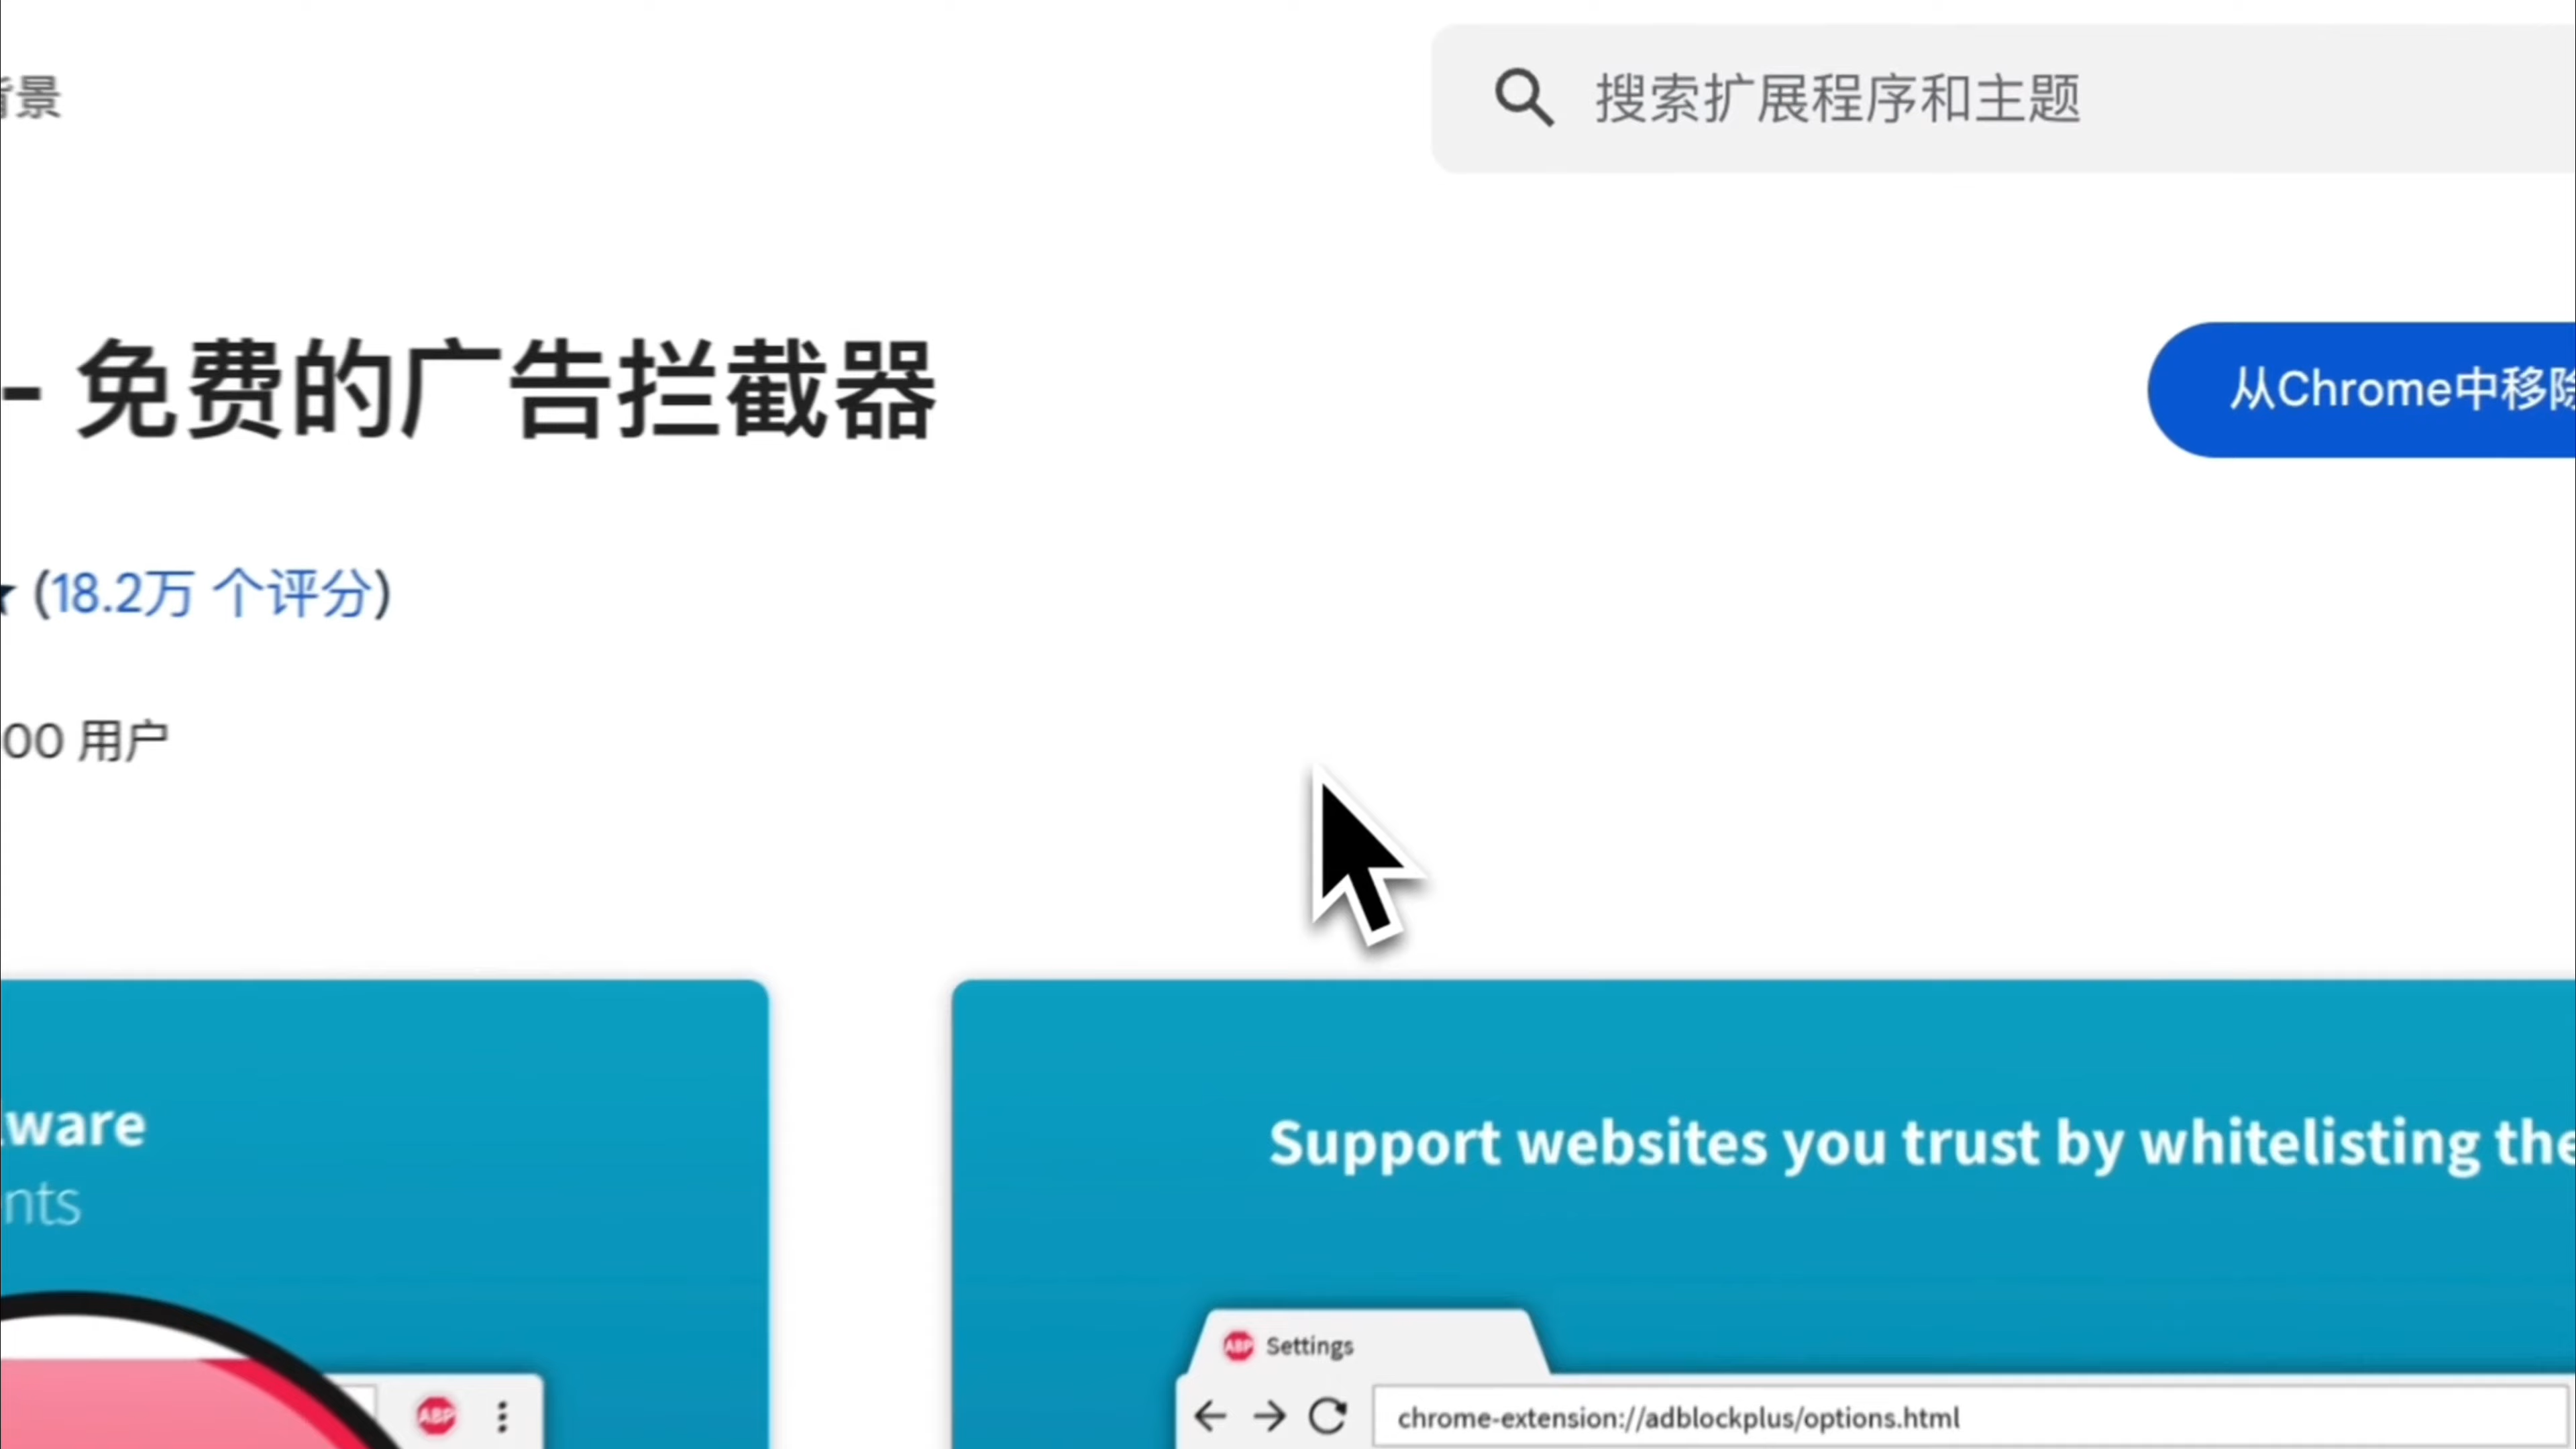 背景
搜索扩展程序和主题
- 免费的广告拦截器
从Chrome中移除
(18.2万 个评分)
00 用户
ware
nts
Support websites you trust by whitelisting the
ABP Settings
ABP
chrome-extension://adblockplus/options.html